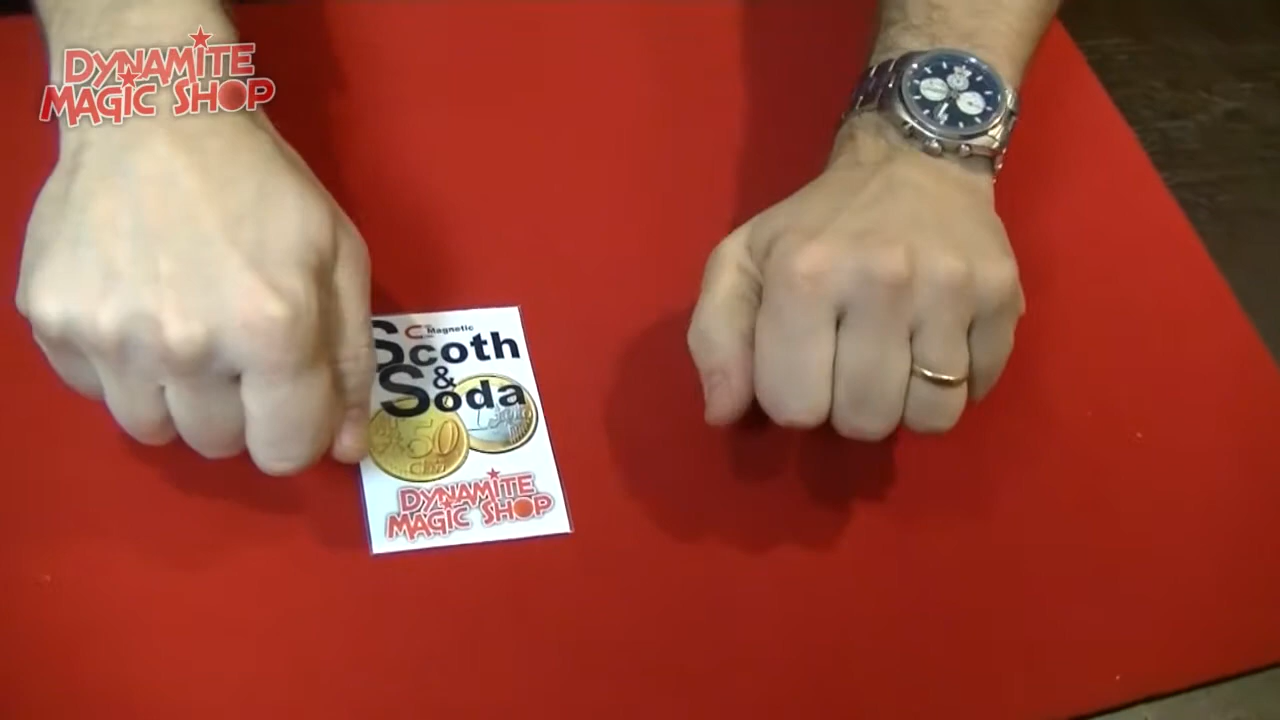 DYNAMITE
MAGIC SHOP
Magnetic
Scoth
&
Soda
50
DYNAMITE
MAGIC SHOP